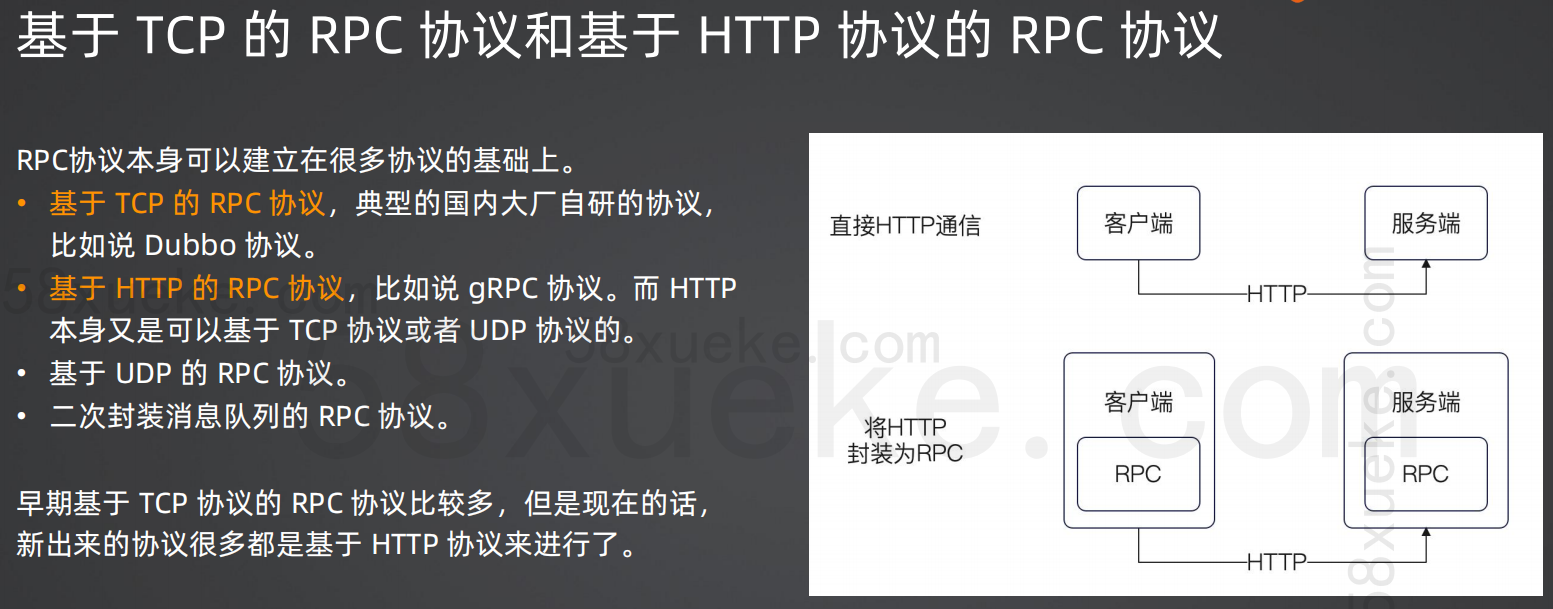 基于 TCP 的 RPC 协议和基于 HTTP 协议的 RPC 协议
RPC协议本身可以建立在很多协议的基础上。
• 基于 TCP 的 RPC 协议，典型的国内大厂自研的协议，
比如说 Dubbo 协议。
• 基于 HTTP 的 RPC 协议，比如说 gRPC 协议。而 HTTP
本身又是可以基于 TCP 协议或者 UDP 协议的。
• 基于 UDP 的 RPC 协议。
• 二次封装消息队列的 RPC 协议。
早期基于 TCP 协议的 RPC 协议比较多，但是现在的话，
新出来的协议很多都是基于 HTTP 协议来进行了。
直接HTTP通信
客户端
服务端
HTTP
将HTTP
封装为RPC
客户端
RPC
服务端
RPC
HTTP
58xueke.com
58xueke.com
58xueke.com
58xueke.com
58xueke.com